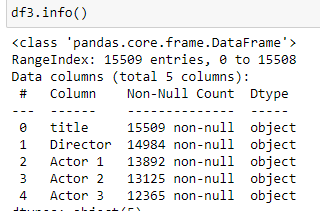 df3.info()
<class 'pandas.core.frame.DataFrame'>
RangeIndex: 15509 entries, 0 to 15508
Data columns (total 5 columns):
#   Column    Non-Null Count  Dtype
---  ------    --------------  -----
0   title     15509 non-null  object
1   Director  14984 non-null  object
2   Actor 1   13892 non-null  object
3   Actor 2   13125 non-null  object
4   Actor 3   12365 non-null  object
dtypes: object(5)